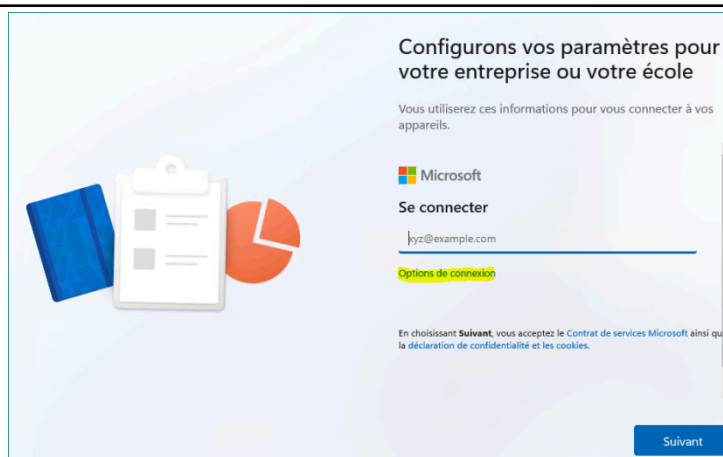 Configurons vos paramètres pour
votre entreprise ou votre école
Vous utiliserez ces informations pour vous connecter à vos
appareils.
Microsoft
Se connecter
xyz@example.com
Options de connexion
En choisissant Suivant, vous acceptez le Contrat de services Microsoft ainsi
la déclaration de confidentialité et les cookies.
Suivant